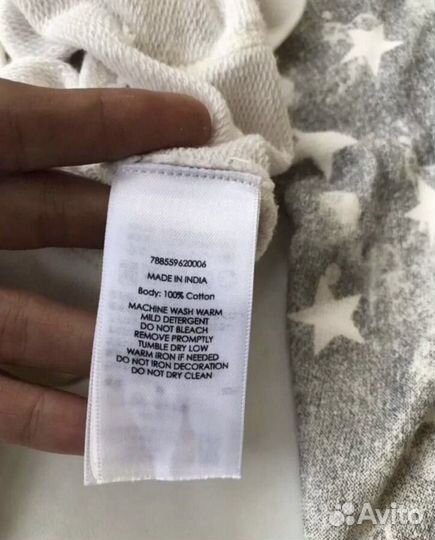 788559620006
MADE IN INDIA
Body: 100% Cotton
MACHINE WASH WARM
MILD DETERGENT
DO NOT BLEACH
REMOVE PROMPTLY
TUMBLE DRY LOW
WARM IRON IF NEEDED
DO NOT IRON DECORATION
DO NOT DRY CLEAN
Avito